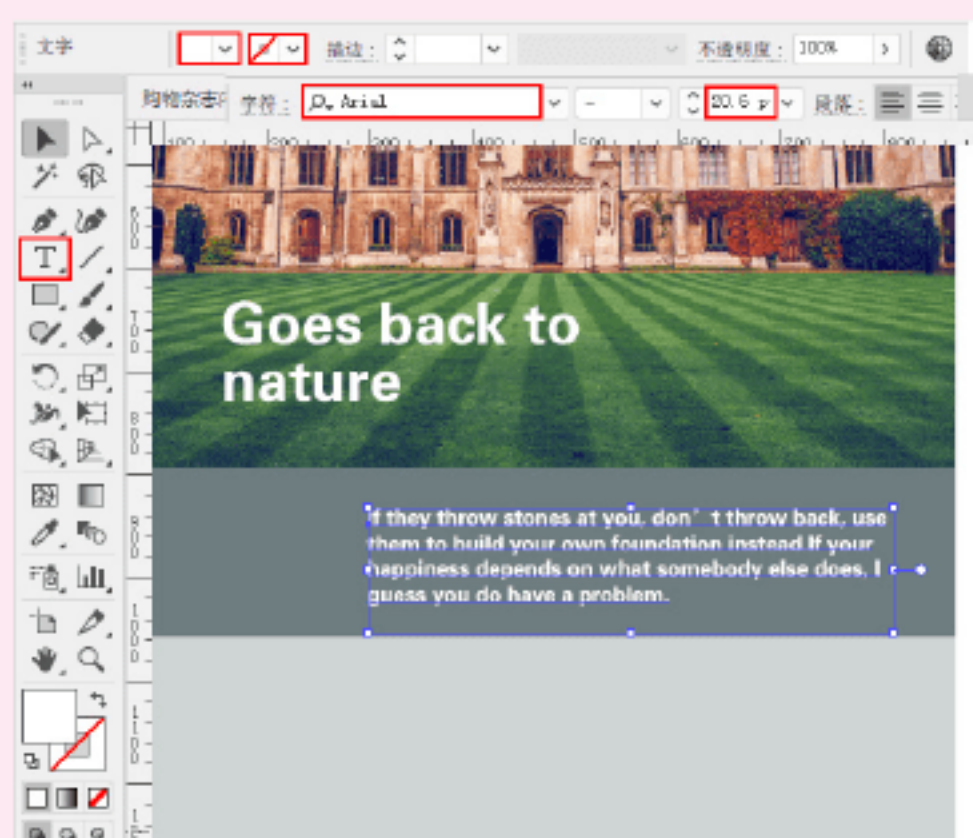 文字
描边：
不透明度： 100%
购物杂志
字符： Arial
-
20.6 p
段落：
T
Goes back to
nature
If they throw stones at you, don’t throw back, use
them to build your own foundation instead If your
happiness depends on what somebody else does, I
guess you do have a problem.